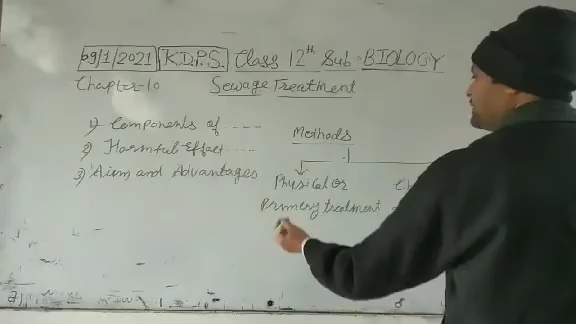 09/1/2021 K.D.P.S. Class 12th Sub. BIOLOGY
Chapter-10 Sewage Treatment
1) Components of ----
2) Harmful Effect ----
3) Aim and Advantages
Methods
Physical or
Primery treatment